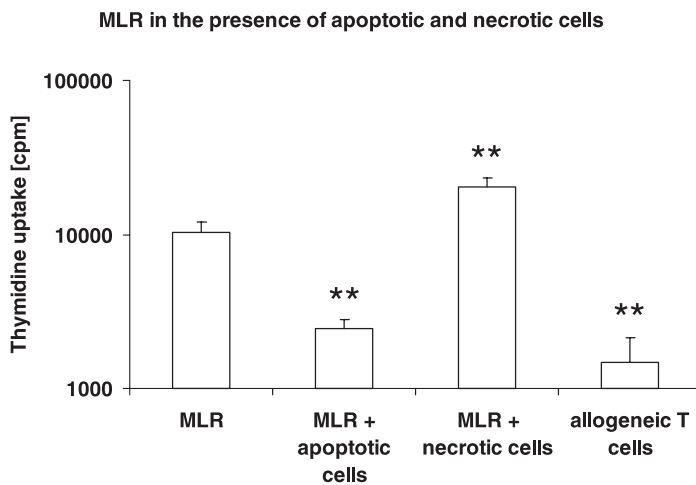 MLR in the presence of apoptotic and necrotic cells
Thymidine uptake [cpm]
100000
10000
1000
**
**
**
MLR
MLR +
apoptotic
cells
MLR +
necrotic cells
allogeneic T
cells